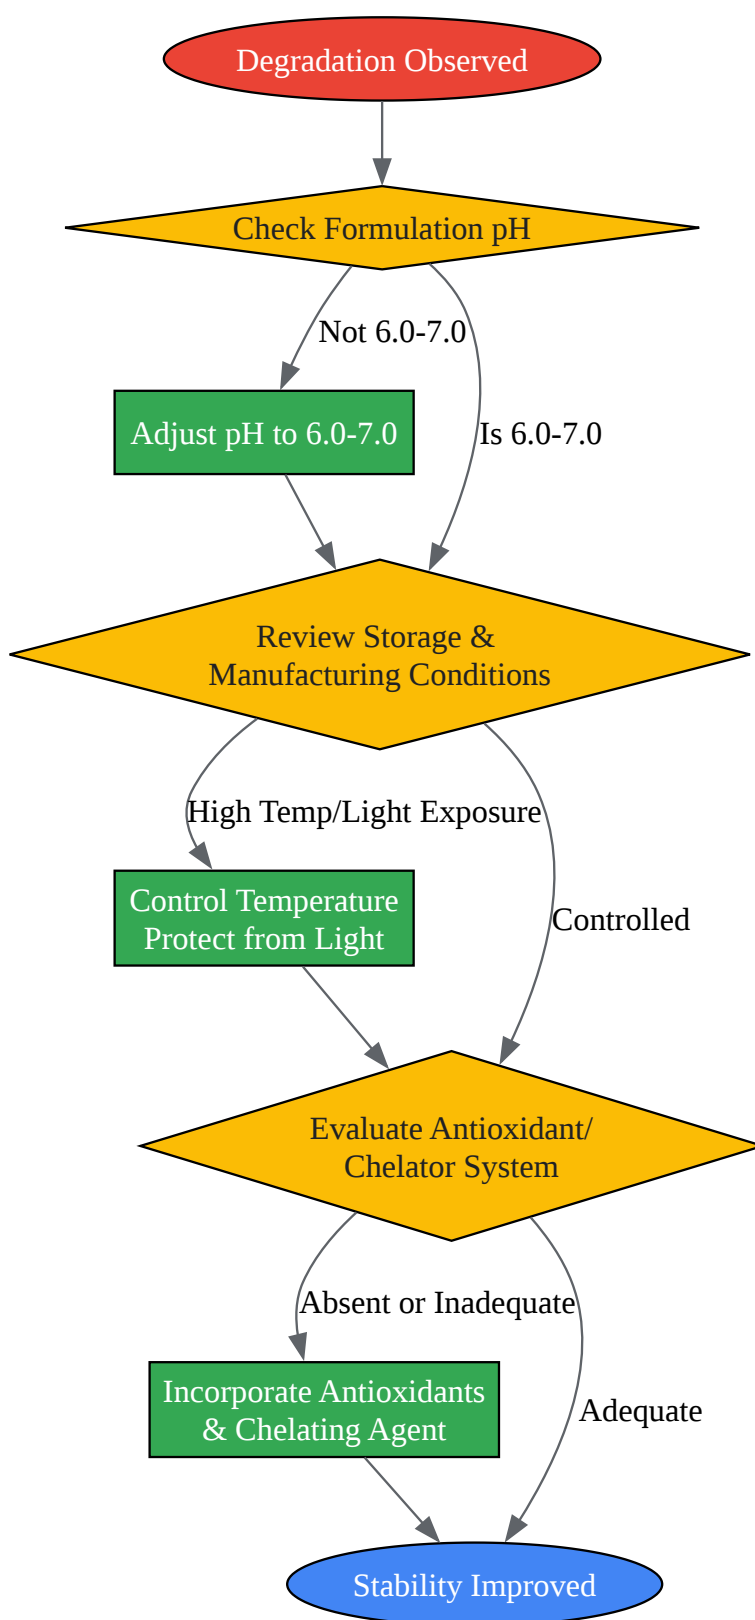 Degradation Observed
Check Formulation pH
Not 6.0-7.0
Adjust pH to 6.0-7.0
Is 6.0-7.0
Review Storage &
Manufacturing Conditions
High Temp/Light Exposure
Control Temperature
Protect from Light
Controlled
Evaluate Antioxidant/
Chelator System
Absent or Inadequate
Incorporate Antioxidants
& Chelating Agent
Adequate
Stability Improved